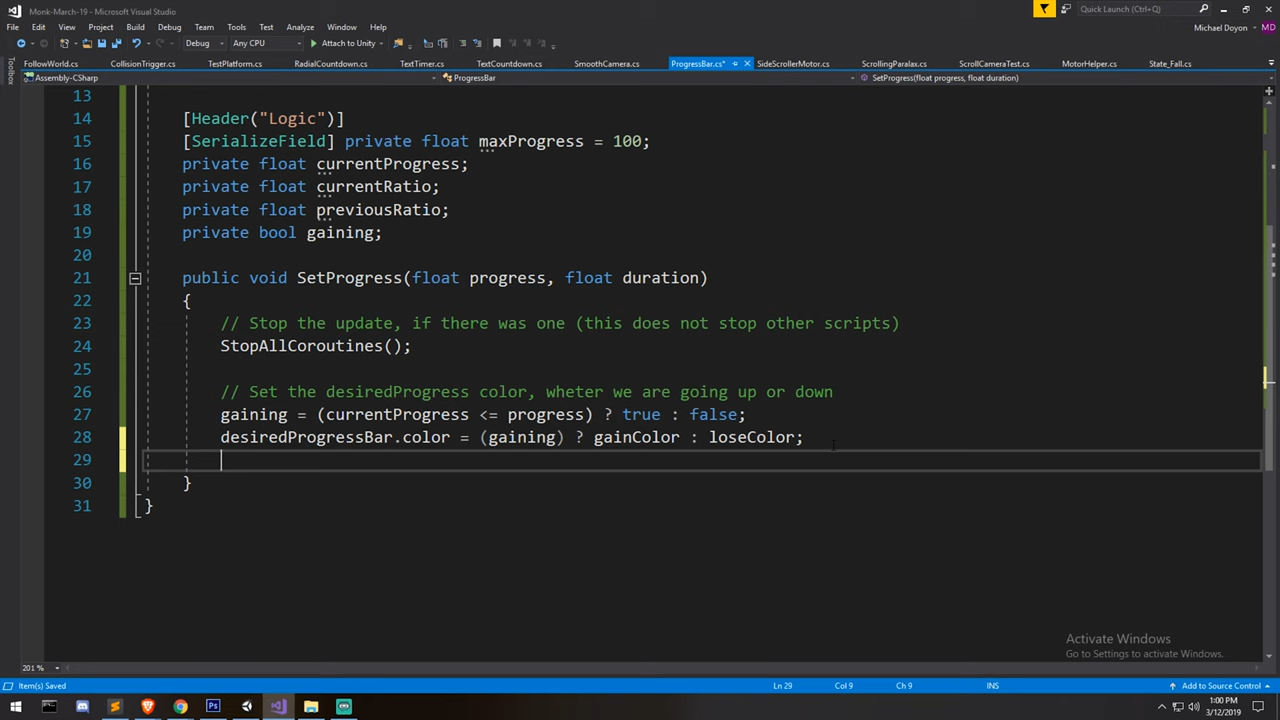 Monk-March-19 - Microsoft Visual Studio
Quick Launch (Ctrl+Q)
File Edit View Project Build Debug Team Tools Test Analyze Window Help
Michael Doyon MD
Debug Any CPU Attach to Unity
Toolbox
FollowWorld.cs CollisionTrigger.cs TestPlatform.cs RadialCountdown.cs TextTimer.cs TextCountdown.cs SmoothCamera.cs ProgressBar.cs* SideScrollerMotor.cs ScrollingParalax.cs ScrollCameraTest.cs MotorHelper.cs State_Fall.cs
Assembly-CSharp ProgressBar SetProgress(float progress, float duration)
13
14 [Header("Logic")]
15 [SerializeField] private float maxProgress = 100;
16 private float currentProgress;
17 private float currentRatio;
18 private float previousRatio;
19 private bool gaining;
20
21 public void SetProgress(float progress, float duration)
22 {
23 // Stop the update, if there was one (this does not stop other scripts)
24 StopAllCoroutines();
25
26 // Set the desiredProgress color, wheter we are going up or down
27 gaining = (currentProgress <= progress) ? true : false;
28 desiredProgressBar.color = (gaining) ? gainColor : loseColor;
29
30 }
31 }
Activate Windows
Go to Settings to activate Windows.
201 %
Item(s) Saved Ln 29 Col 9 Ch 9 INS Add to Source Control
1:00 PM
3/12/2019